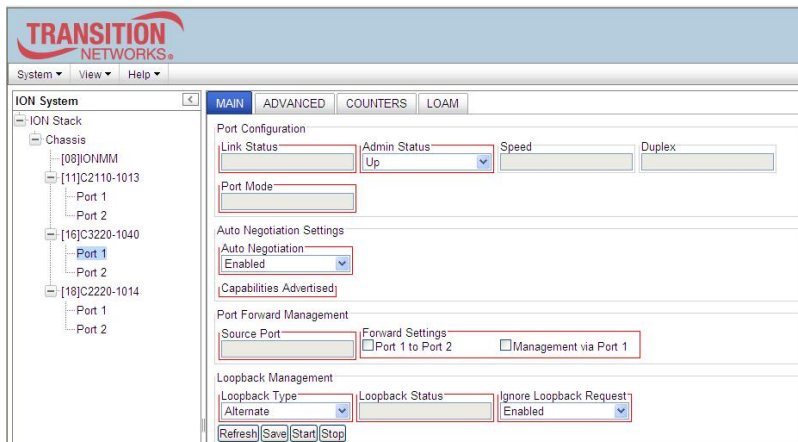 TRANSITION
NETWORKS®
System View Help
ION System
ION Stack
Chassis
[08]IONMM
[11]C2110-1013
Port 1
Port 2
[16]C3220-1040
Port 1
Port 2
[18]C2220-1014
Port 1
Port 2
MAIN ADVANCED COUNTERS LOAM
Port Configuration
Link Status Admin Status Speed Duplex
Up
Port Mode
Auto Negotiation Settings
Auto Negotiation
Enabled
Capabilities Advertised
Port Forward Management
Source Port Forward Settings
Port 1 to Port 2 Management via Port 1
Loopback Management
Loopback Type Loopback Status Ignore Loopback Request
Alternate Enabled
Refresh Save Start Stop